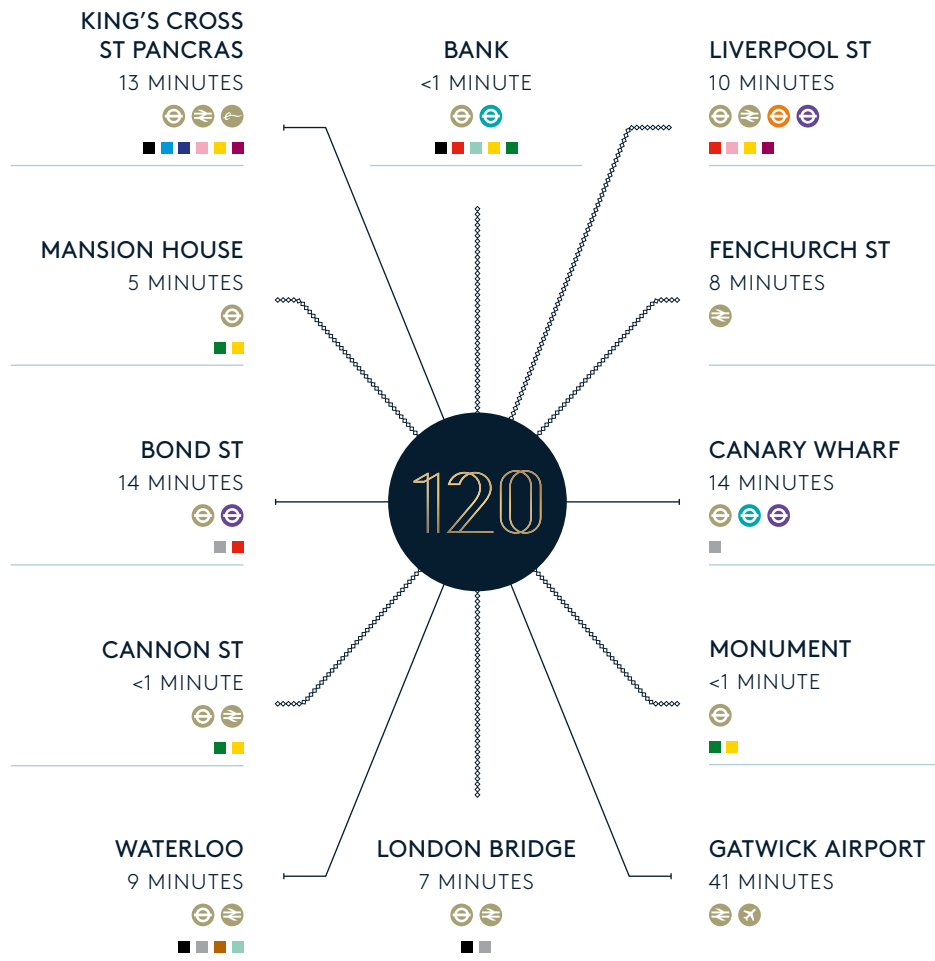 KING'S CROSS
ST PANCRAS
13 MINUTES
BANK
<1 MINUTE
LIVERPOOL ST
10 MINUTES
MANSION HOUSE
5 MINUTES
FENCHURCH ST
8 MINUTES
BOND ST
14 MINUTES
120
CANARY WHARF
14 MINUTES
CANNON ST
<1 MINUTE
MONUMENT
<1 MINUTE
WATERLOO
9 MINUTES
LONDON BRIDGE
7 MINUTES
GATWICK AIRPORT
41 MINUTES